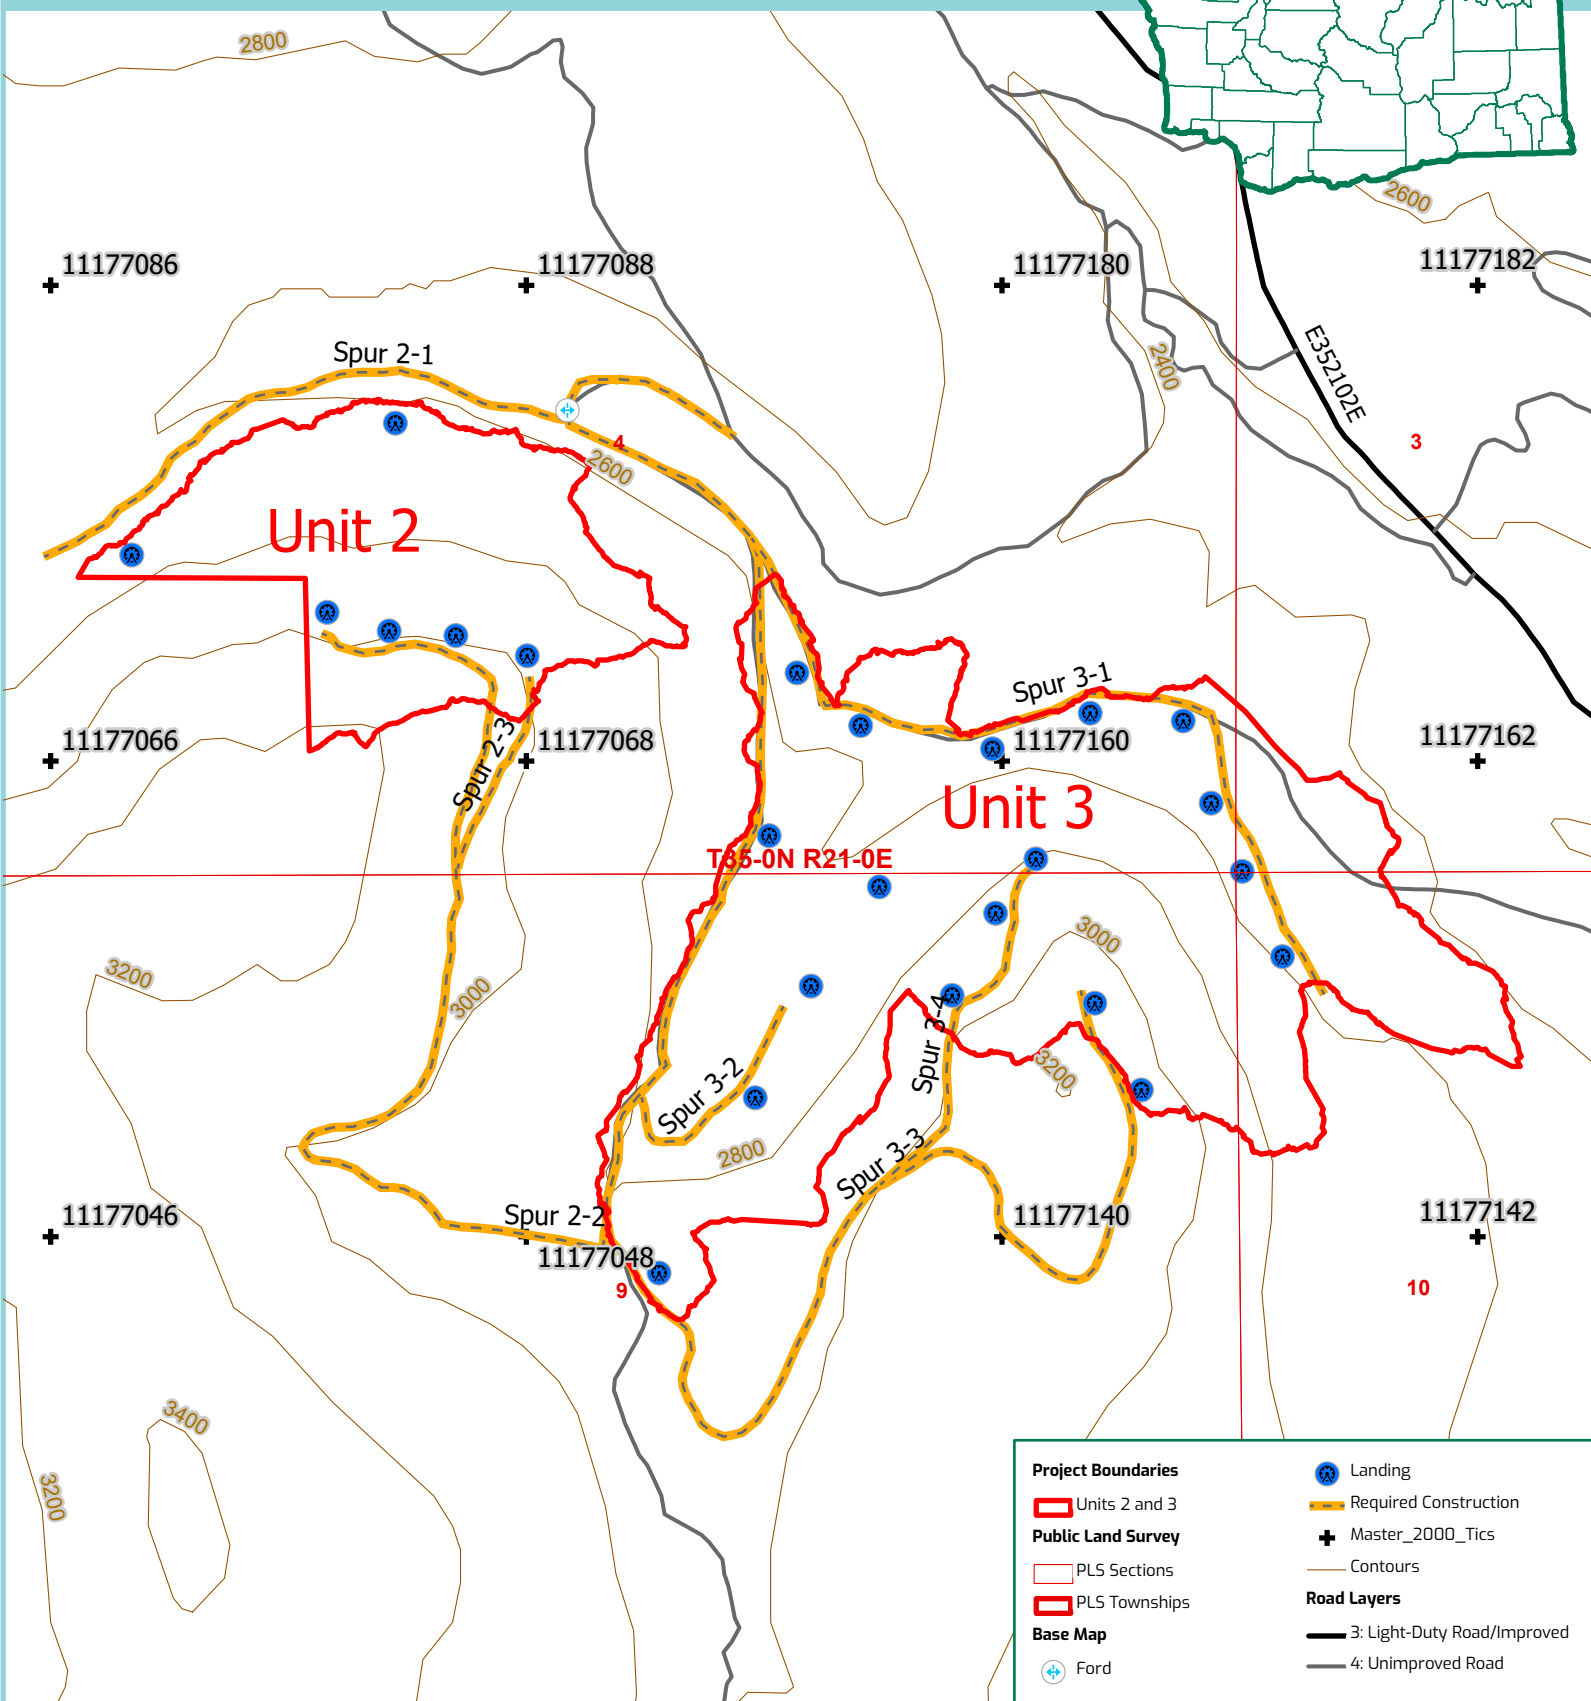 2800
2600
11177086
11177088
11177180
11177182
Spur 2-1
2400
E352102E
4
3
2600
Unit 2
Spur 3-1
11177066
Spur 2-3
11177068
11177160
11177162
Unit 3
T35-0N R21-0E
3000
3200
3000
Spur 3-4
3200
Spur 3-2
2800
Spur 3-3
11177046
Spur 2-2
11177048
11177140
11177142
9
10
3400
3200
Project Boundaries
Units 2 and 3
Public Land Survey
PLS Sections
PLS Townships
Base Map
Ford
Landing
Required Construction
Master_2000_Tics
Contours
Road Layers
3: Light-Duty Road/Improved
4: Unimproved Road